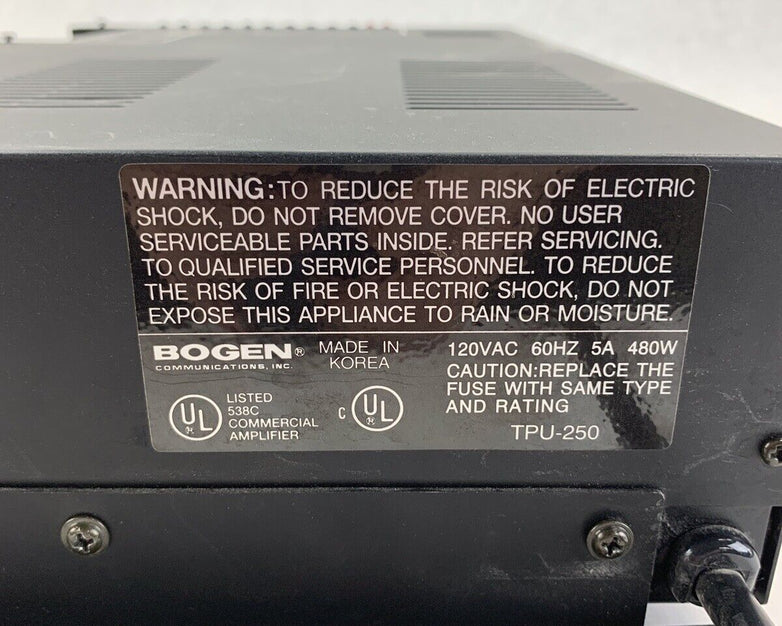 WARNING: TO REDUCE THE RISK OF ELECTRIC
SHOCK, DO NOT REMOVE COVER. NO USER
SERVICEABLE PARTS INSIDE. REFER SERVICING.
TO QUALIFIED SERVICE PERSONNEL. TO REDUCE
THE RISK OF FIRE OR ELECTRIC SHOCK, DO NOT
EXPOSE THIS APPLIANCE TO RAIN OR MOISTURE.
BOGEN®
COMMUNICATIONS, INC.
MADE IN
KOREA
UL®
LISTED
538C
COMMERCIAL
AMPLIFIER
C UL®
120VAC 60HZ 5A 480W
CAUTION:REPLACE THE
FUSE WITH SAME TYPE
AND RATING
TPU-250